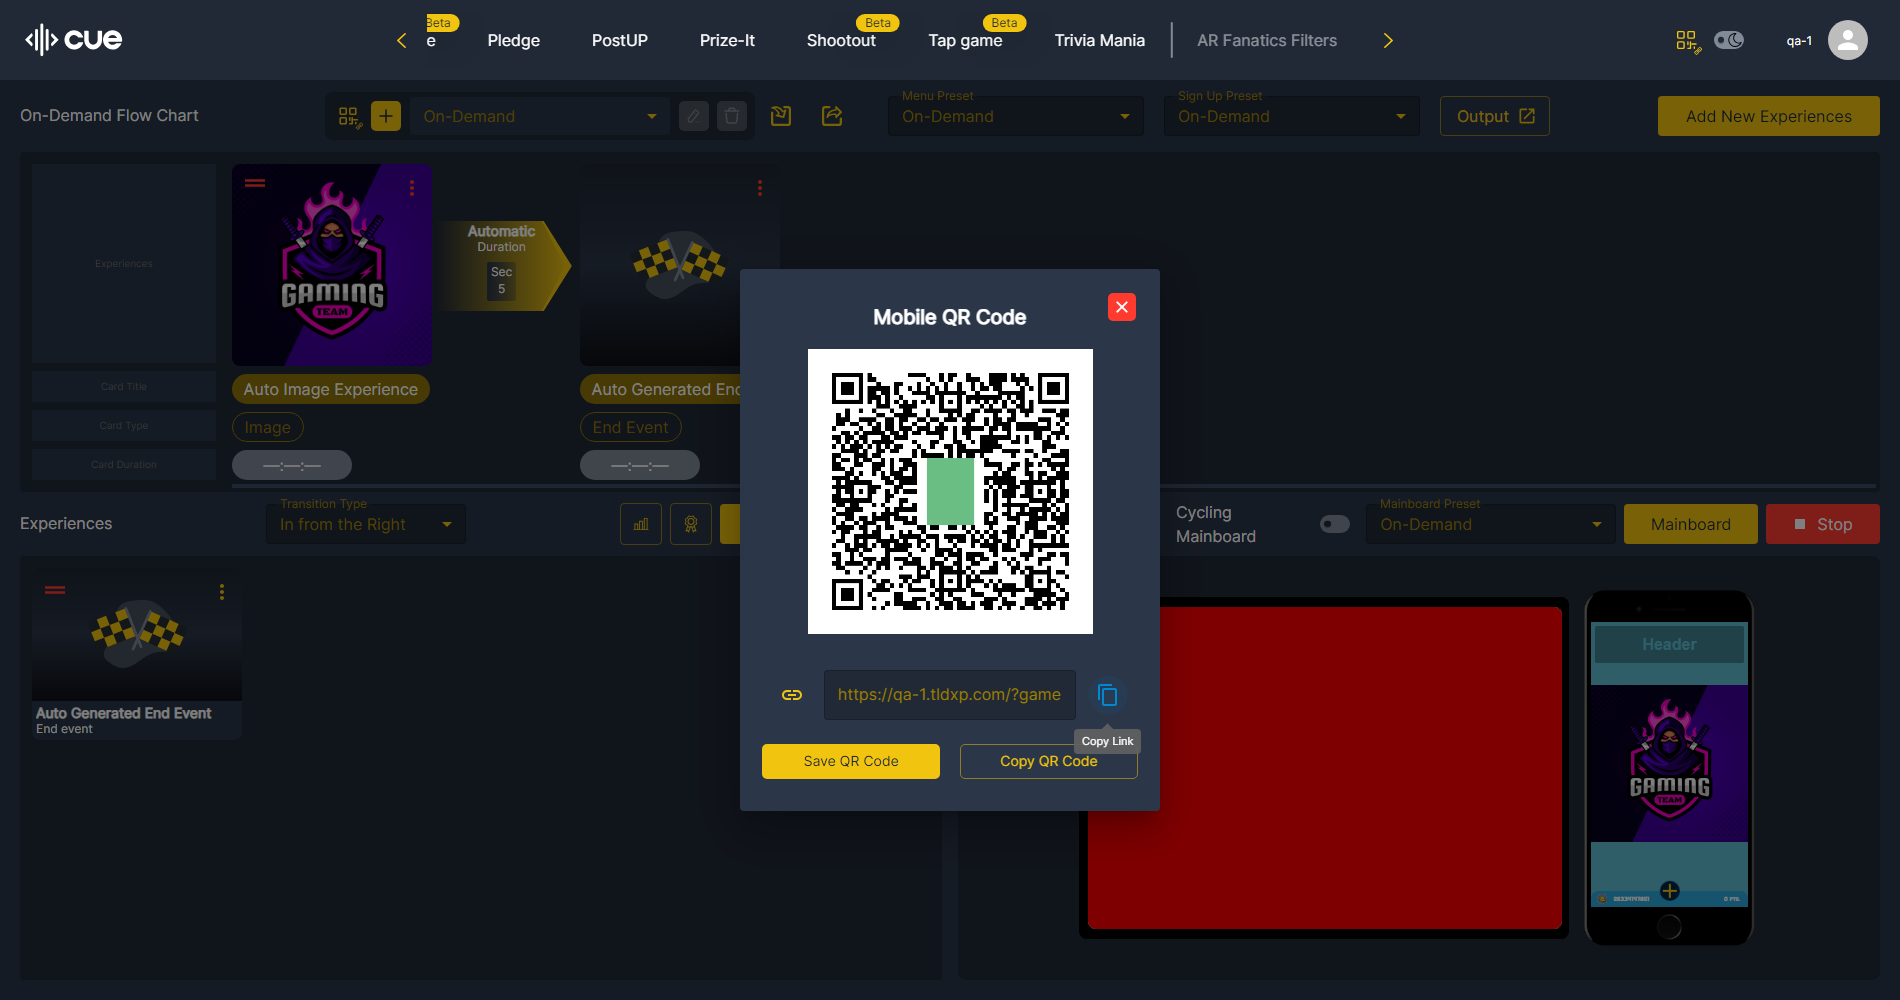 cue
e
Beta
Pledge
PostUP
Prize-It
Shootout
Beta
Tap game
Beta
Trivia Mania
AR Fanatics Filters
qa-1
On-Demand Flow Chart
On-Demand
Menu Preset
On-Demand
Sign Up Preset
On-Demand
Output
Add New Experiences
Experiences
Card Title
Card Type
Card Duration
GAMING
TEAM
Auto Image Experience
Image
—:—:—
Automatic
Duration
Sec
5
Auto Generated Enc
End Event
—:—:—
Experiences
Transition Type
In from the Right
Cycling
Mainboard
Mainboard Preset
On-Demand
Mainboard
Stop
Auto Generated End Event
End event
Mobile QR Code
https://qa-1.tldxp.com/?game
Copy Link
Save QR Code
Copy QR Code
Header
GAMING
TEAM
0 PTS.